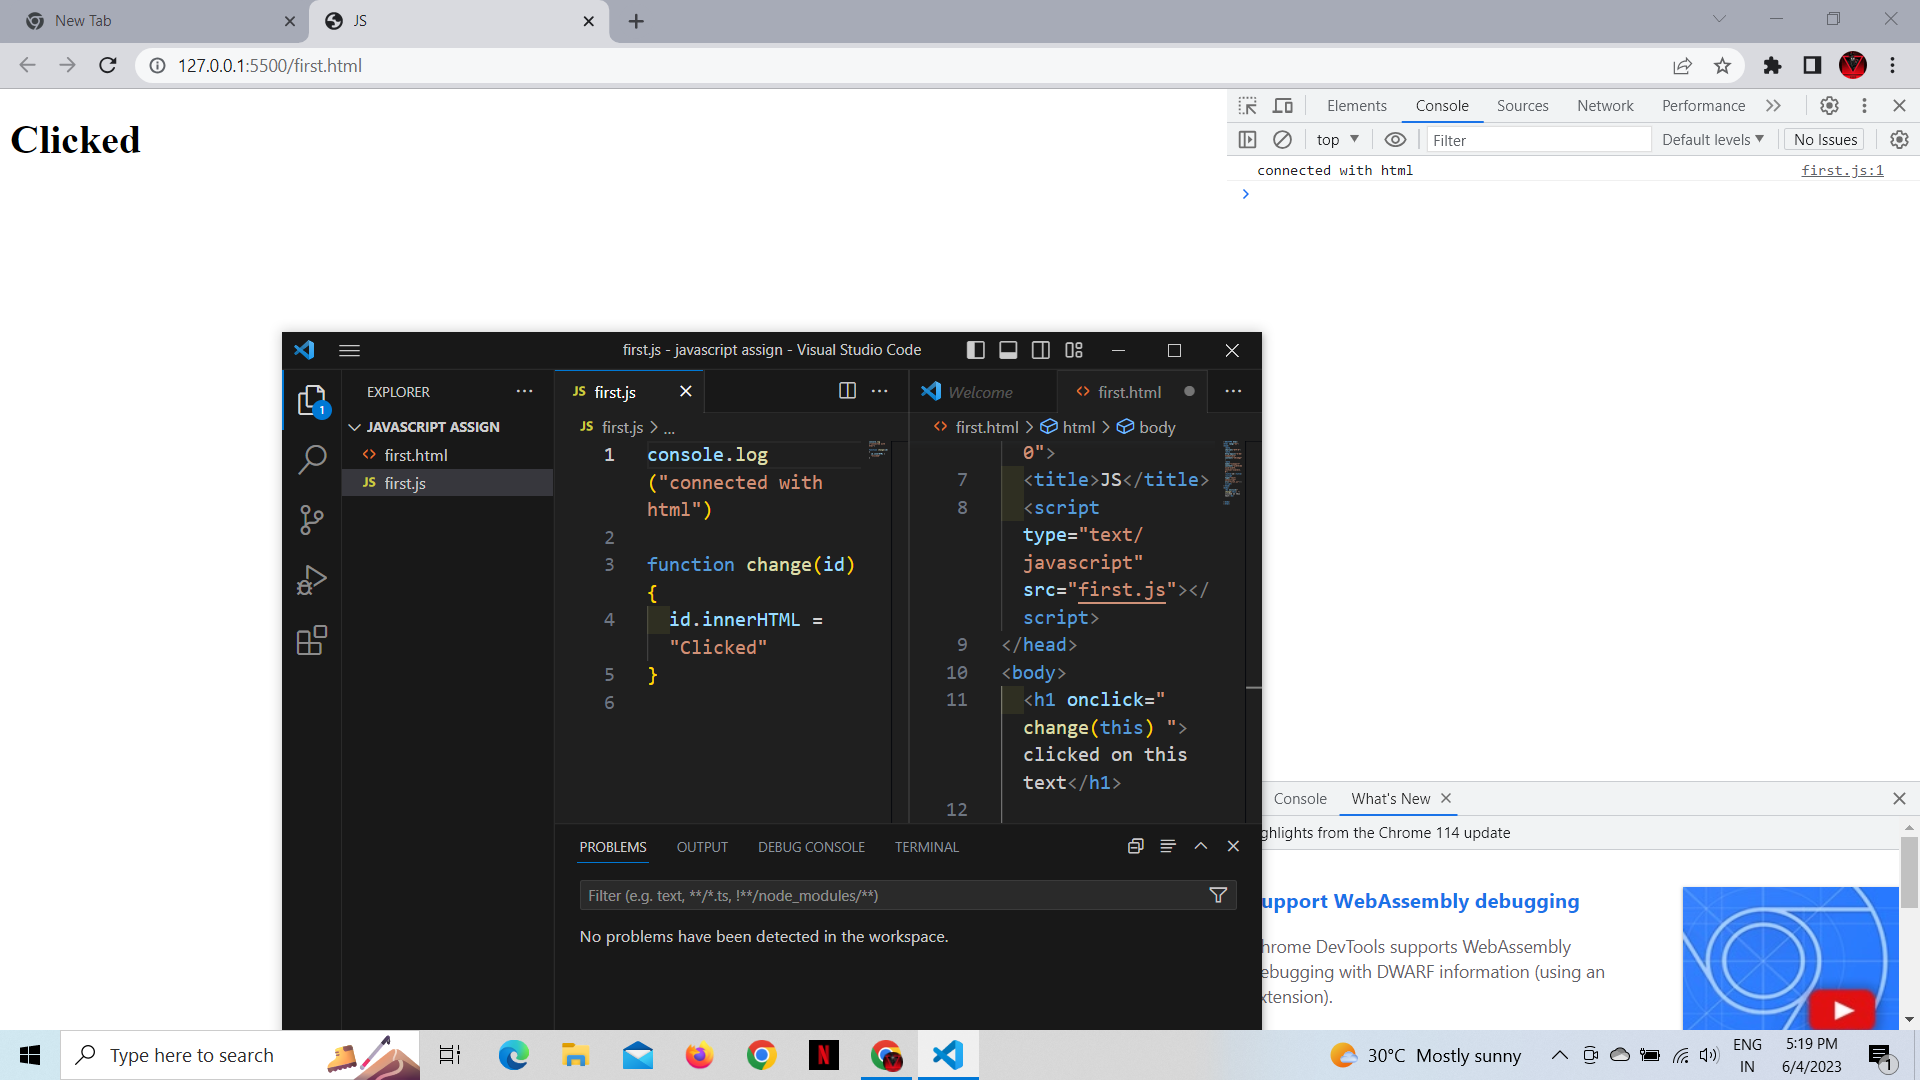 New Tab
JS
127.0.0.1:5500/first.html
Clicked
Elements Console Sources Network Performance
top Filter Default levels No Issues
connected with html first.js:1
first.js - javascript assign - Visual Studio Code
EXPLORER
1
JAVASCRIPT ASSIGN
first.html
JS first.js
JS first.js
JS first.js > ...
1 console.log
("connected with
html")
2
3 function change(id)
{
4 id.innerHTML =
"Clicked"
5 }
6
Welcome first.html
first.html > html > body
0">
7 <title>JS</title>
8 <script
type="text/
javascript"
src="first.js"></
script>
9 </head>
10 <body>
11 <h1 onclick="
change(this) ">
clicked on this
text</h1>
12
PROBLEMS OUTPUT DEBUG CONSOLE TERMINAL
Filter (e.g. text, **/*.ts, !**/node_modules/**)
No problems have been detected in the workspace.
Console What's New
ghlights from the Chrome 114 update
upport WebAssembly debugging
hrome DevTools supports WebAssembly
ebugging with DWARF information (using an
xtension).
Type here to search
N
30°C Mostly sunny
ENG
IN
5:19 PM
6/4/2023
1